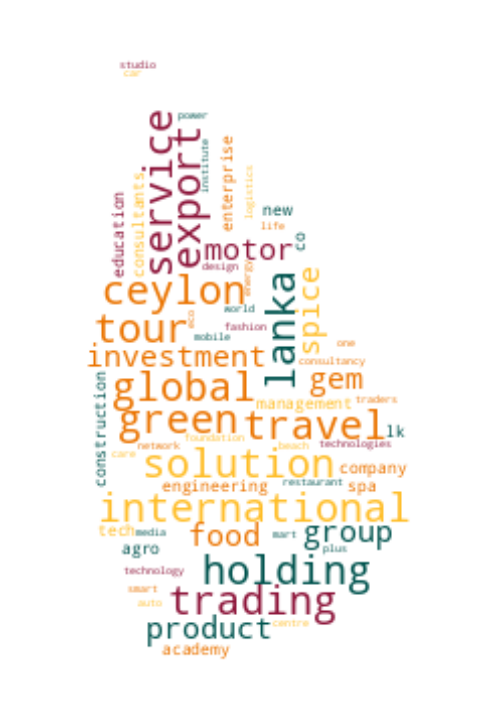 studio
car
power
service
export
institute
enterprise
logistics
consultants
education
new
life
co
motor
design
energy
ceylon
lanka
spice
world
eco
tour
fashion
mobile
one
investment
consultancy
global
gem
construction
management
traders
green
travel
lk
foundation
network
beach
technologies
care
solution
company
engineering
restaurant
spa
international
tech
media
food
mart
group
agro
plus
technology
holding
smart
trading
auto
product
centre
academy